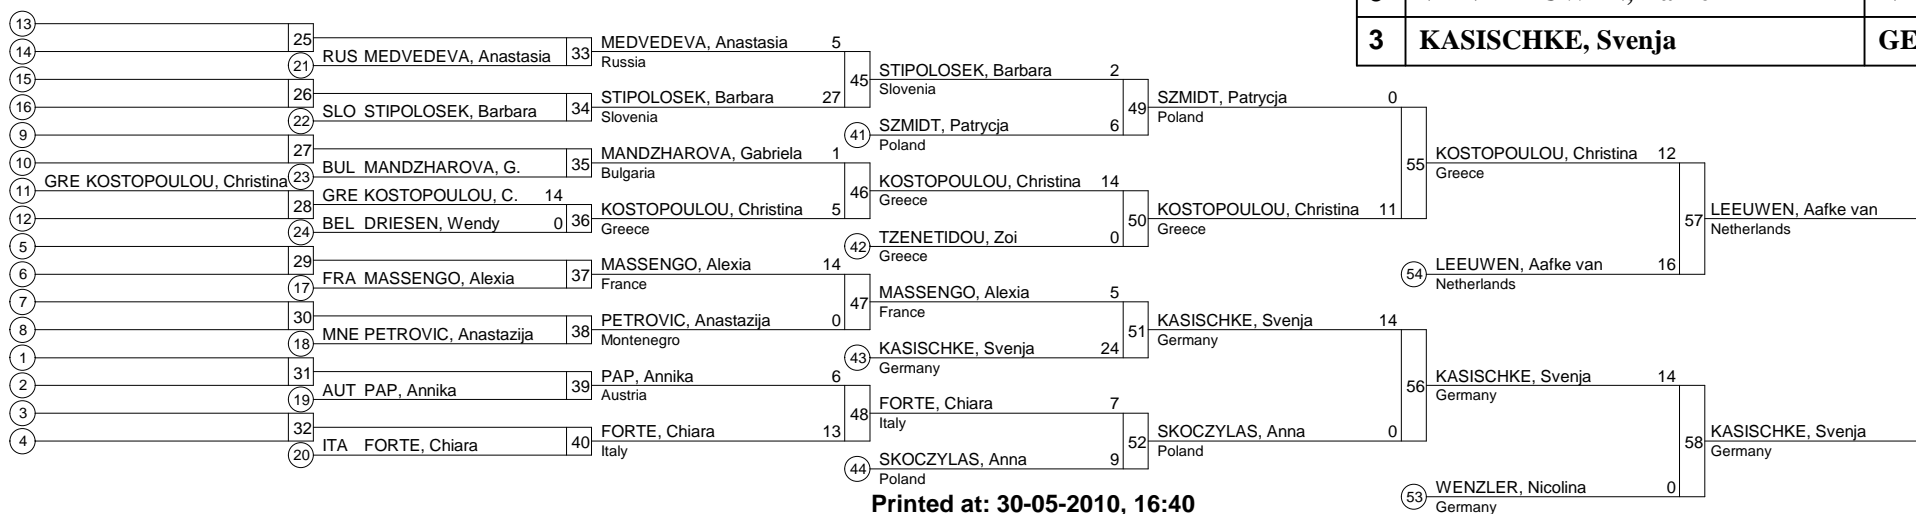 3 KASISCHKE, Svenja GE
13
14
15
16
9
10
11 GRE KOSTOPOULOU, Christina
12
5
6
7
8
1
2
3
4
25
21 RUS MEDVEDEVA, Anastasia
26
22 SLO STIPOLOSEK, Barbara
27
23 BUL MANDZHAROVA, G.
GRE KOSTOPOULOU, C. 14
28
24 BEL DRIESEN, Wendy 0
29
17 FRA MASSENGO, Alexia
30
18 MNE PETROVIC, Anastazija
31
19 AUT PAP, Annika
32
20 ITA FORTE, Chiara
33 MEDVEDEVA, Anastasia 5
Russia
34 STIPOLOSEK, Barbara 27
Slovenia
35 MANDZHAROVA, Gabriela 1
Bulgaria
36 KOSTOPOULOU, Christina 5
Greece
37 MASSENGO, Alexia 14
France
38 PETROVIC, Anastazija 0
Montenegro
39 PAP, Annika 6
Austria
40 FORTE, Chiara 13
Italy
45 STIPOLOSEK, Barbara 2
Slovenia
41 SZMIDT, Patrycja 6
Poland
46 KOSTOPOULOU, Christina 14
Greece
42 TZENETIDOU, Zoi 0
Greece
47 MASSENGO, Alexia 5
France
43 KASISCHKE, Svenja 24
Germany
48 FORTE, Chiara 7
Italy
44 SKOCZYLAS, Anna 9
Poland
49 SZMIDT, Patrycja 0
Poland
50 KOSTOPOULOU, Christina 11
Greece
51 KASISCHKE, Svenja 14
Germany
52 SKOCZYLAS, Anna 0
Poland
55 KOSTOPOULOU, Christina 12
Greece
54 LEEUWEN, Aafke van 16
Netherlands
56 KASISCHKE, Svenja 14
Germany
53 WENZLER, Nicolina 0
Germany
57 LEEUWEN, Aafke van
Netherlands
58 KASISCHKE, Svenja
Germany
Printed at: 30-05-2010, 16:40